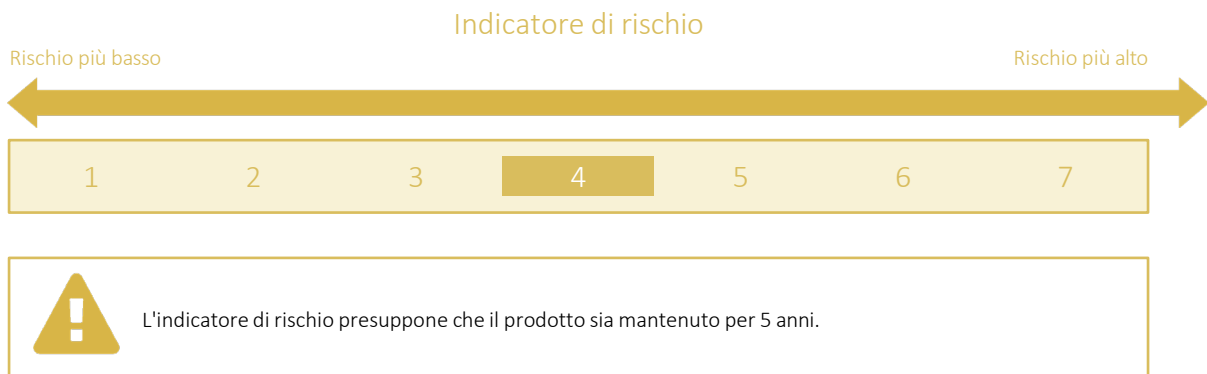 Indicatore di rischio
Rischio più basso
Rischio più alto
1 2 3 4 5 6 7
L'indicatore di rischio presuppone che il prodotto sia mantenuto per 5 anni.